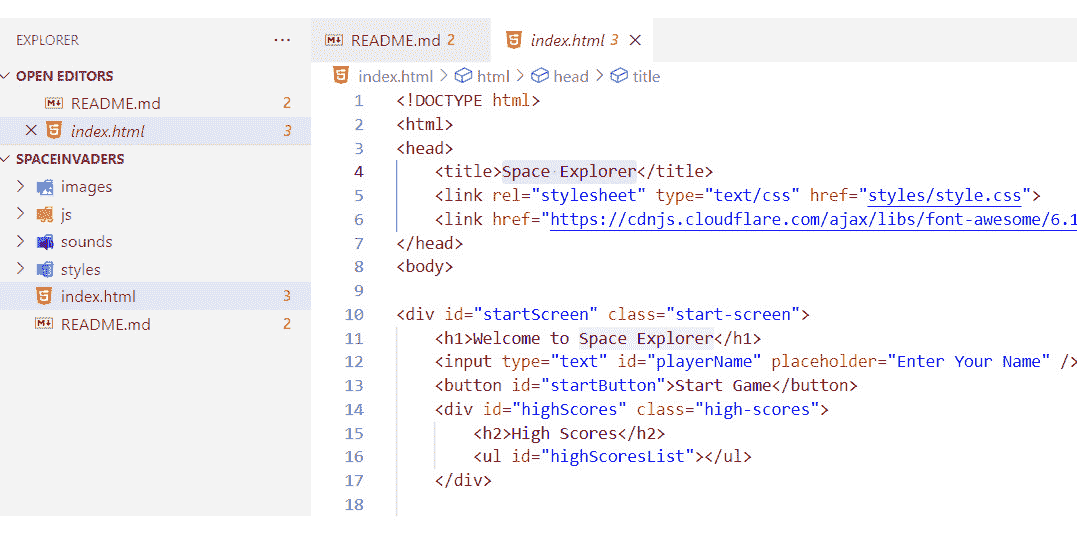 EXPLORER ...
OPEN EDITORS
README.md 2
index.html 3
SPACEINVADERS
images
js
sounds
styles
index.html 3
README.md 2
README.md 2 index.html 3
index.html > html > head > title
1 <!DOCTYPE html>
2 <html>
3 <head>
4 <title>Space·Explorer</title>
5 <link rel="stylesheet" type="text/css" href="styles/style.css">
6 <link href="https://cdnjs.cloudflare.com/ajax/libs/font-awesome/6.1
7 </head>
8 <body>
9
10 <div id="startScreen" class="start-screen">
11 <h1>Welcome to Space Explorer</h1>
12 <input type="text" id="playerName" placeholder="Enter Your Name" />
13 <button id="startButton">Start Game</button>
14 <div id="highScores" class="high-scores">
15 <h2>High Scores</h2>
16 <ul id="highScoresList"></ul>
17 </div>
18